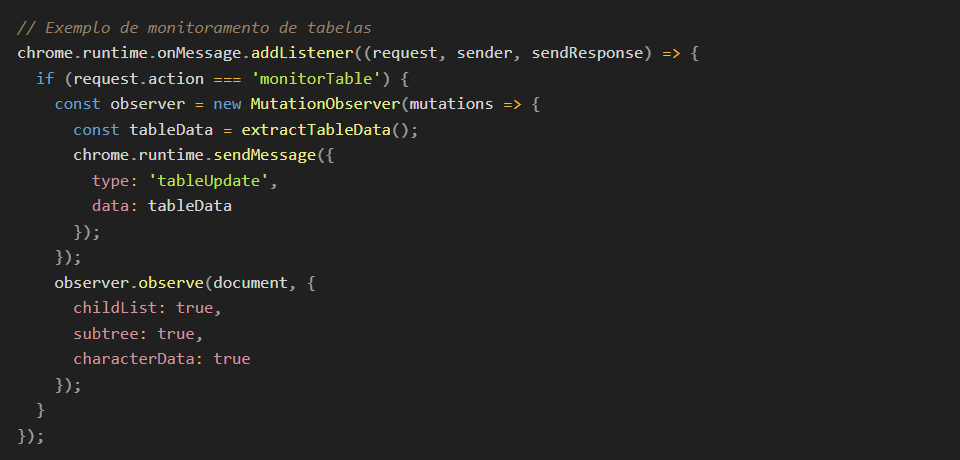 // Exemplo de monitoramento de tabelas
chrome.runtime.onMessage.addListener((request, sender, sendResponse) => {
  if (request.action === 'monitorTable') {
    const observer = new MutationObserver(mutations => {
      const tableData = extractTableData();
      chrome.runtime.sendMessage({
        type: 'tableUpdate',
        data: tableData
      });
    });
    observer.observe(document, {
      childList: true,
      subtree: true,
      characterData: true
    });
  }
});